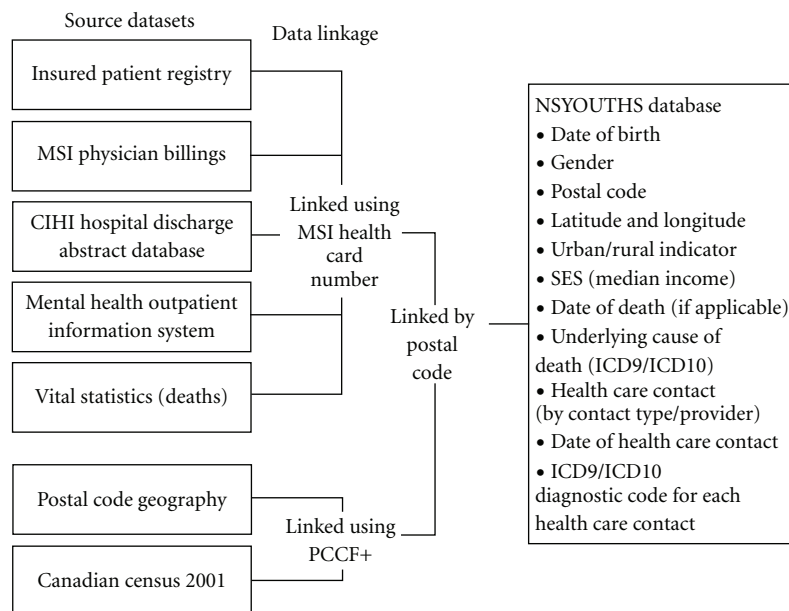 Source datasets
Data linkage
Insured patient registry
MSI physician billings
CIHI hospital discharge
abstract database
Mental health outpatient
information system
Vital statistics (deaths)
Postal code geography
Canadian census 2001
Linked using
MSI health
card
number
Linked using
PCCF+
Linked by
postal
code
NSYOUTHS database
• Date of birth
• Gender
• Postal code
• Latitude and longitude
• Urban/rural indicator
• SES (median income)
• Date of death (if applicable)
• Underlying cause of
death (ICD9/ICD10)
• Health care contact
(by contact type/provider)
• Date of health care contact
• ICD9/ICD10
diagnostic code for each
health care contact